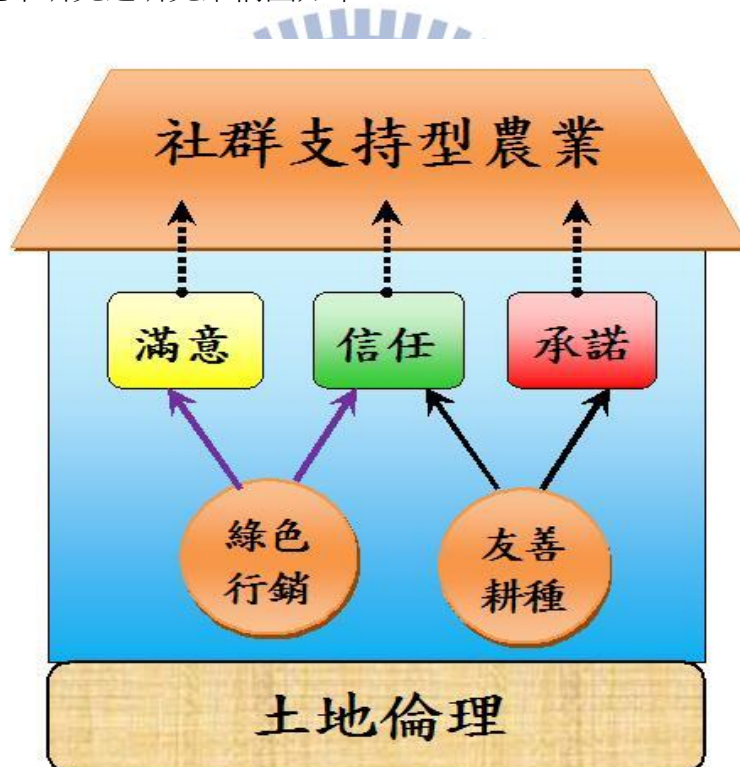 社群支持型農業
滿意
信任
承諾
綠色
行銷
友善
耕種
土地倫理